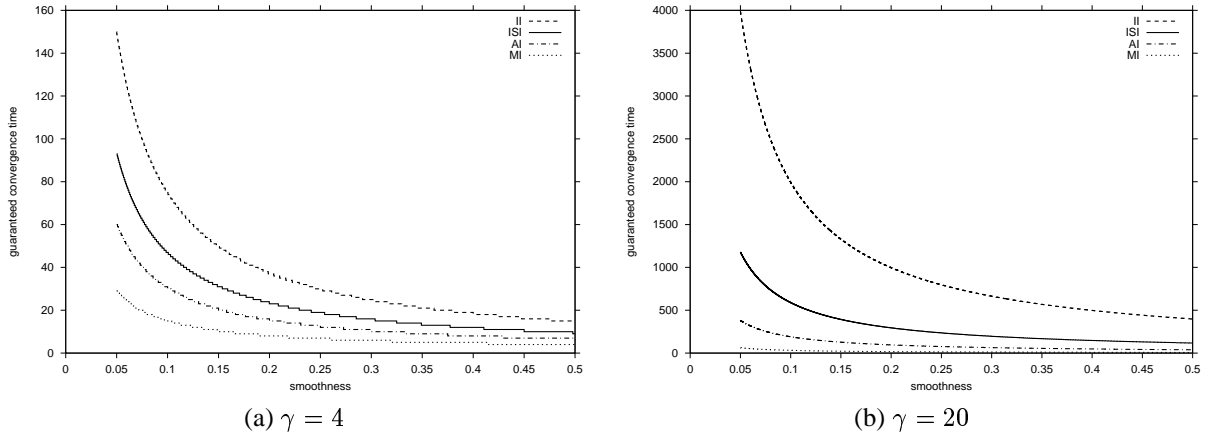 160
140
120
100
80
60
40
20
0
guaranteed convergence time
0 0.05 0.1 0.15 0.2 0.25 0.3 0.35 0.4 0.45 0.5
smoothness
II
ISI
AI
MI
(a) γ = 4
4000
3500
3000
2500
2000
1500
1000
500
0
guaranteed convergence time
0 0.05 0.1 0.15 0.2 0.25 0.3 0.35 0.4 0.45 0.5
smoothness
II
ISI
AI
MI
(b) γ = 20